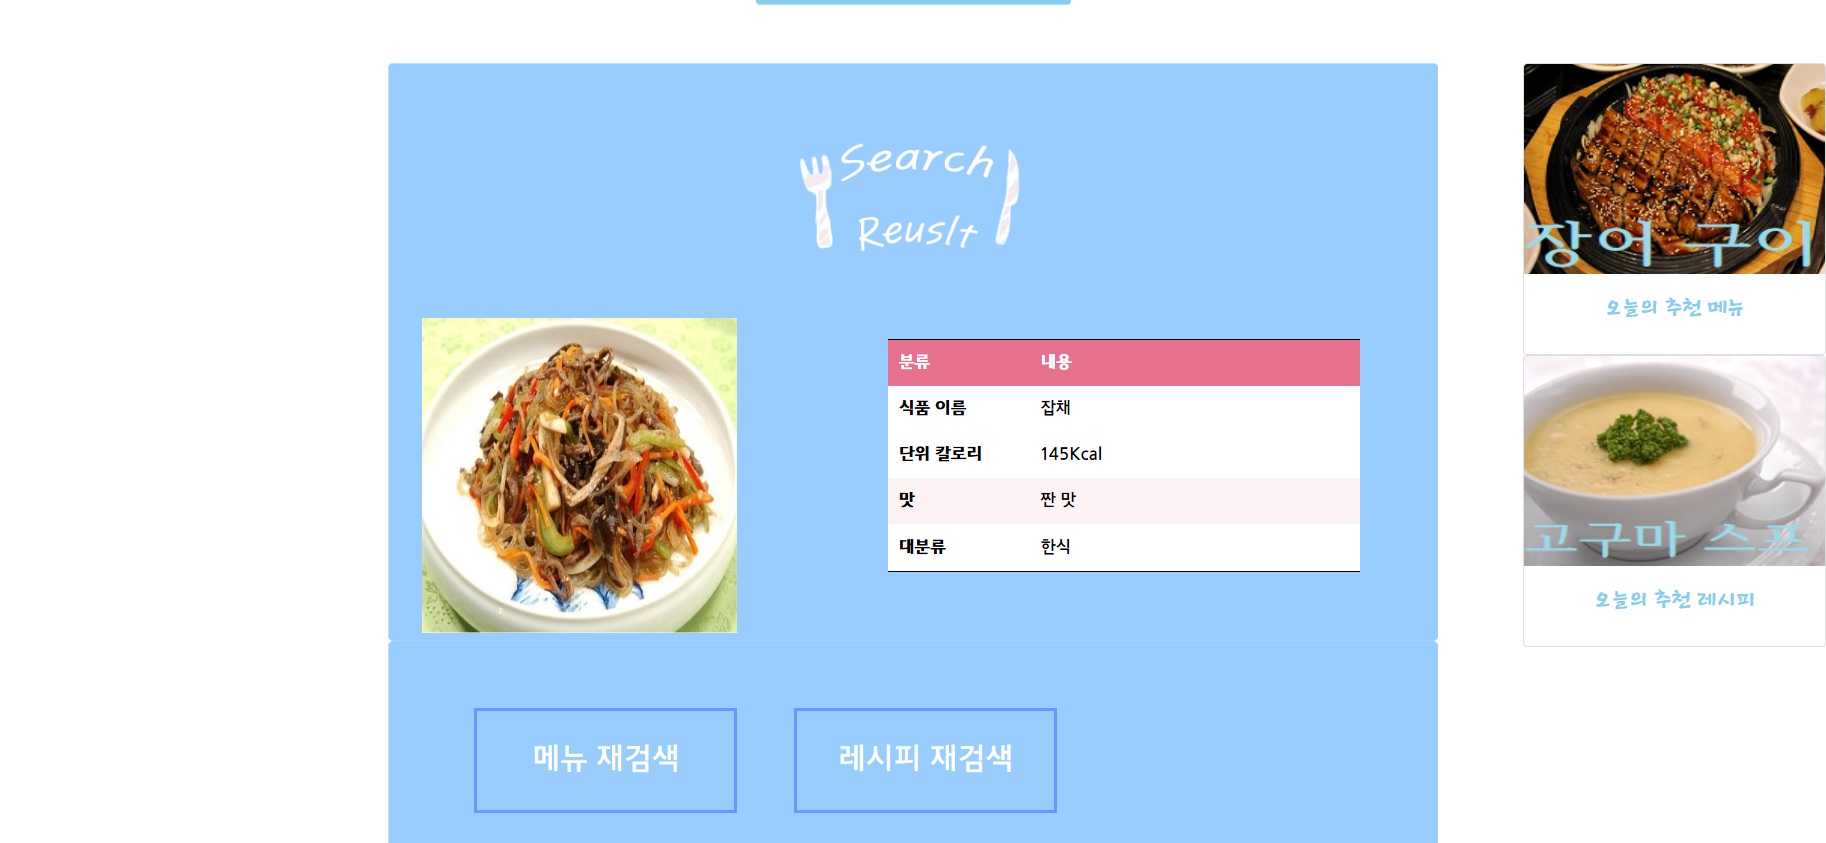 Search
Reuslt
분류 내용
식품 이름 잡채
단위 칼로리 145Kcal
맛 짠 맛
대분류 한식
메뉴 재검색 레시피 재검색
장어 구이
오늘의 추천 메뉴
고구마 스프
오늘의 추천 레시피